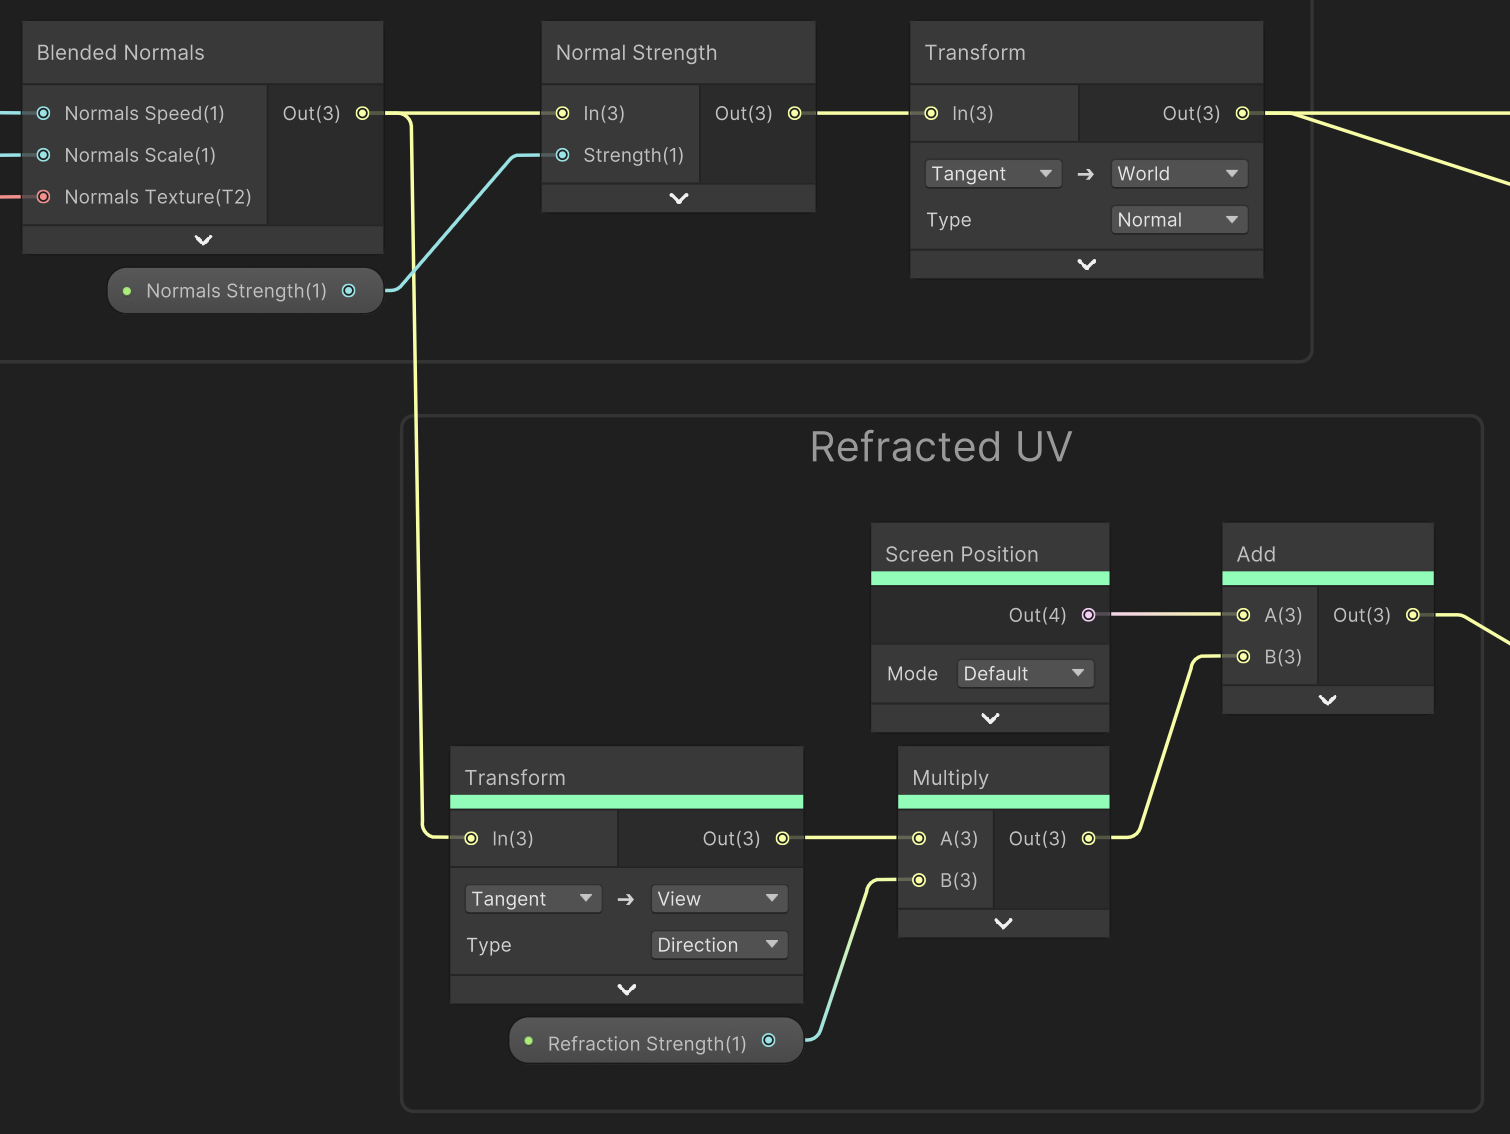 Blended Normals
Normals Speed(1)
Out(3)
Normals Scale(1)
Normals Texture(T2)
Normals Strength(1)
Normal Strength
In(3)
Out(3)
Strength(1)
Transform
In(3)
Out(3)
Tangent
World
Type
Normal
Refracted UV
Screen Position
Out(4)
Mode
Default
Add
A(3)
Out(3)
B(3)
Transform
In(3)
Out(3)
Tangent
View
Type
Direction
Refraction Strength(1)
Multiply
A(3)
Out(3)
B(3)